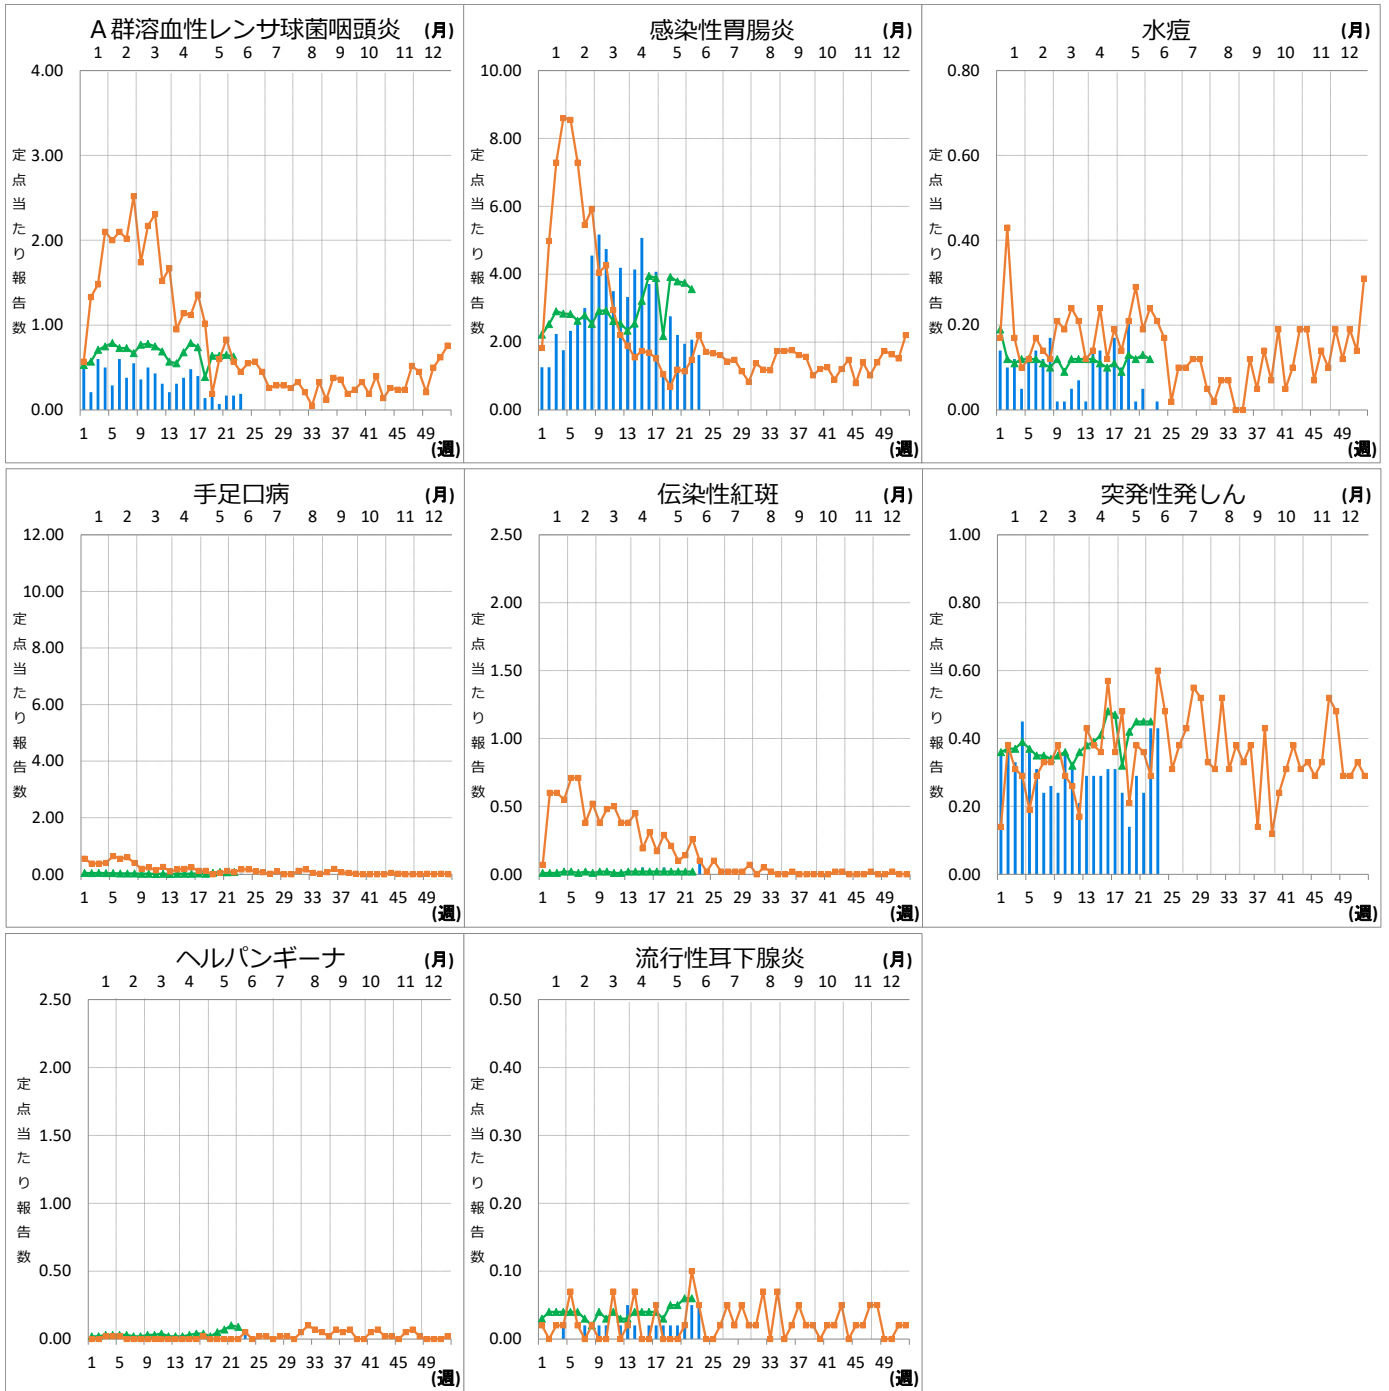 A群溶血性レンサ球菌咽頭炎 (月)
1 2 3 4 5 6 7 8 9 10 11 12
4.00
3.00
2.00
1.00
0.00
定点当たり報告数
1 5 9 13 17 21 25 29 33 37 41 45 49
(週)
感染性胃腸炎 (月)
1 2 3 4 5 6 7 8 9 10 11 12
10.00
8.00
6.00
4.00
2.00
0.00
定点当たり報告数
1 5 9 13 17 21 25 29 33 37 41 45 49
(週)
水痘 (月)
1 2 3 4 5 6 7 8 9 10 11 12
0.80
0.60
0.40
0.20
0.00
定点当たり報告数
1 5 9 13 17 21 25 29 33 37 41 45 49
(週)
手足口病 (月)
1 2 3 4 5 6 7 8 9 10 11 12
12.00
10.00
8.00
6.00
4.00
2.00
0.00
定点当たり報告数
1 5 9 13 17 21 25 29 33 37 41 45 49
(週)
伝染性紅斑 (月)
1 2 3 4 5 6 7 8 9 10 11 12
2.50
2.00
1.50
1.00
0.50
0.00
定点当たり報告数
1 5 9 13 17 21 25 29 33 37 41 45 49
(週)
突発性発しん (月)
1 2 3 4 5 6 7 8 9 10 11 12
1.00
0.80
0.60
0.40
0.20
0.00
定点当たり報告数
1 5 9 13 17 21 25 29 33 37 41 45 49
(週)
ヘルパンギーナ (月)
1 2 3 4 5 6 7 8 9 10 11 12
2.50
2.00
1.50
1.00
0.50
0.00
定点当たり報告数
1 5 9 13 17 21 25 29 33 37 41 45 49
(週)
流行性耳下腺炎 (月)
1 2 3 4 5 6 7 8 9 10 11 12
0.50
0.40
0.30
0.20
0.10
0.00
定点当たり報告数
1 5 9 13 17 21 25 29 33 37 41 45 49
(週)